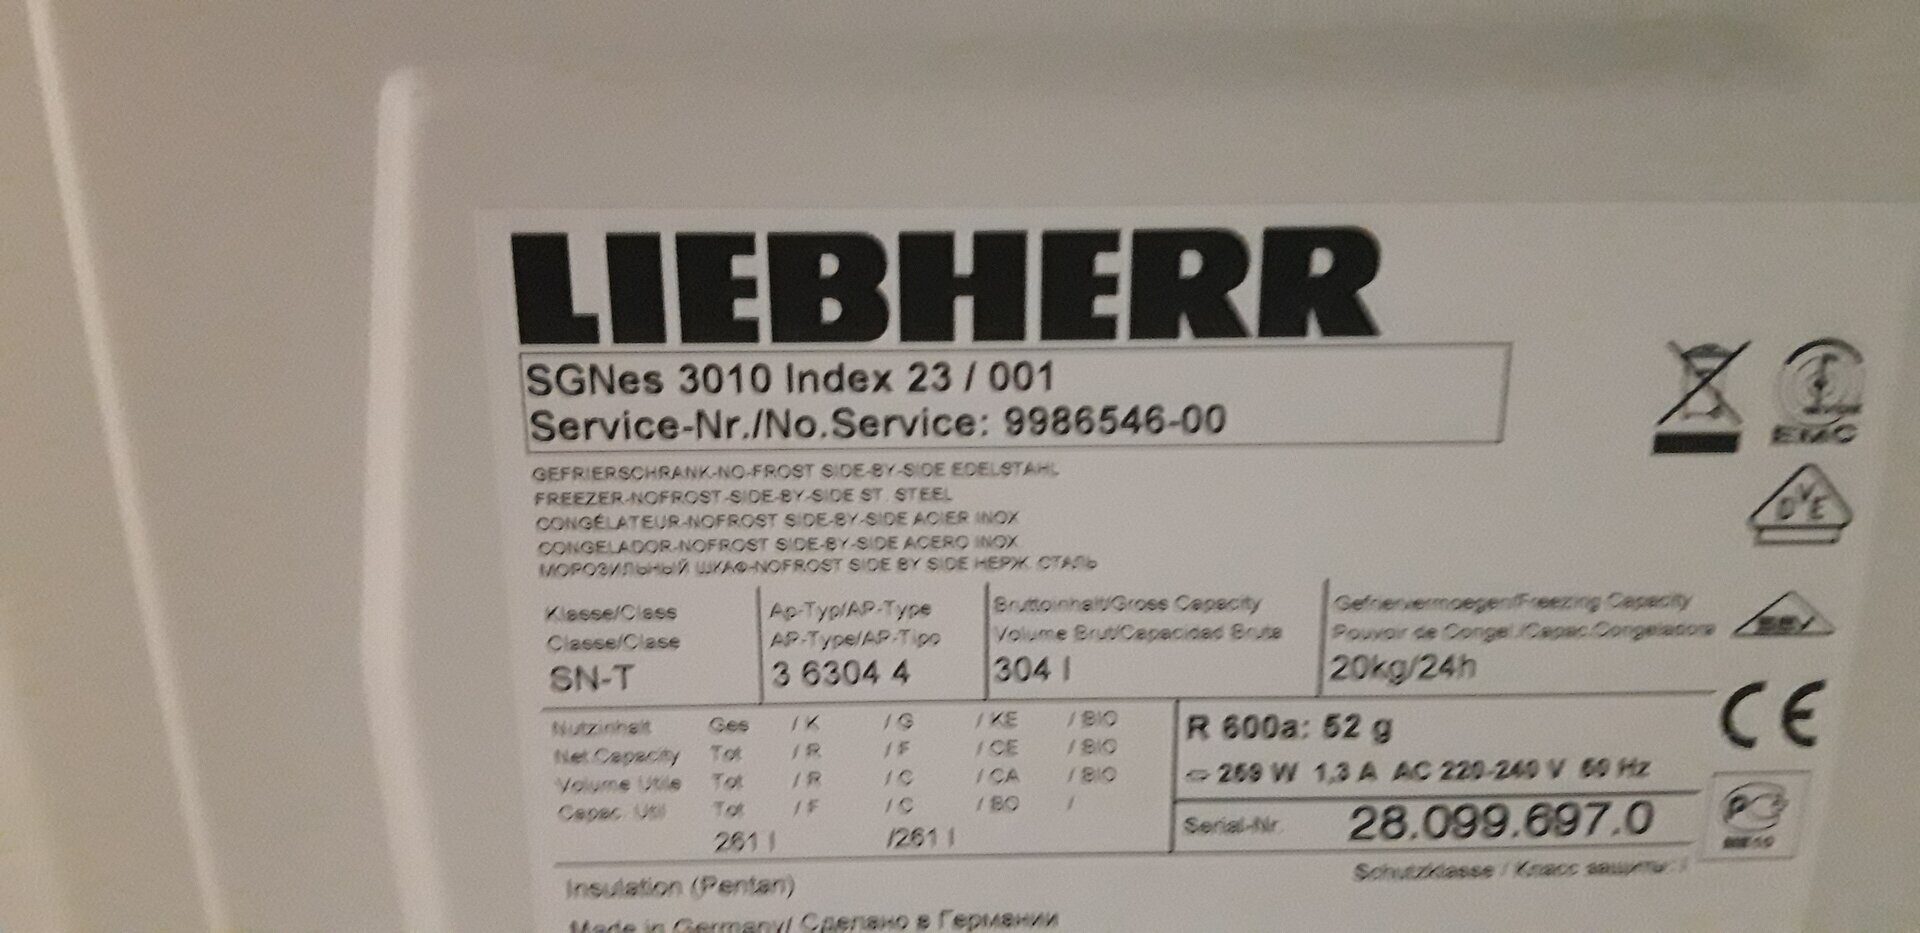 LIEBHERR
SGNes 3010 Index 23 / 001
Service-Nr./No.Service: 9986546-00
GEFRIERSCHRANK-NO-FROST SIDE-BY-SIDE EDELSTAHL
FREEZER-NOFROST-SIDE-BY-SIDE ST. STEEL
CONGÉLATEUR-NOFROST SIDE-BY-SIDE ACIER INOX
CONGELADOR-NOFROST SIDE-BY-SIDE ACERO INOX
МОРОЗИЛЬНЫЙ ШКАФ-NOFROST SIDE BY SIDE НЕРЖ. СТАЛЬ
EMC
DVE
Klasse/Class
Classe/Clase
SN-T
Ap-Typ/AP-Type
AP-Type/AP-Tipo
3 6304 4
Bruttoinhalt/Gross Capacity
Volume Brut/Capacidad Bruta
304 l
Gefriervermoegen/Freezing Capacity
Pouvoir de Congel./Capac.Congeladora
20kg/24h
CE
Nutzinhalt Ges / K / G / KE / BIO
Net.Capacity Tot / R / F / CE / BIO
Volume Utile Tot / R / C / CA / BIO
Capac. Util Tot / F / C / BO /
261 l /261 l
R 600a: 52 g
1,3 A AC 220-240 V
Serial-Nr. 28.099.697.0
Schutzklasse / Класс защиты: I
Insulation (Pentan)
Made in Germany/ Сделано в Германии